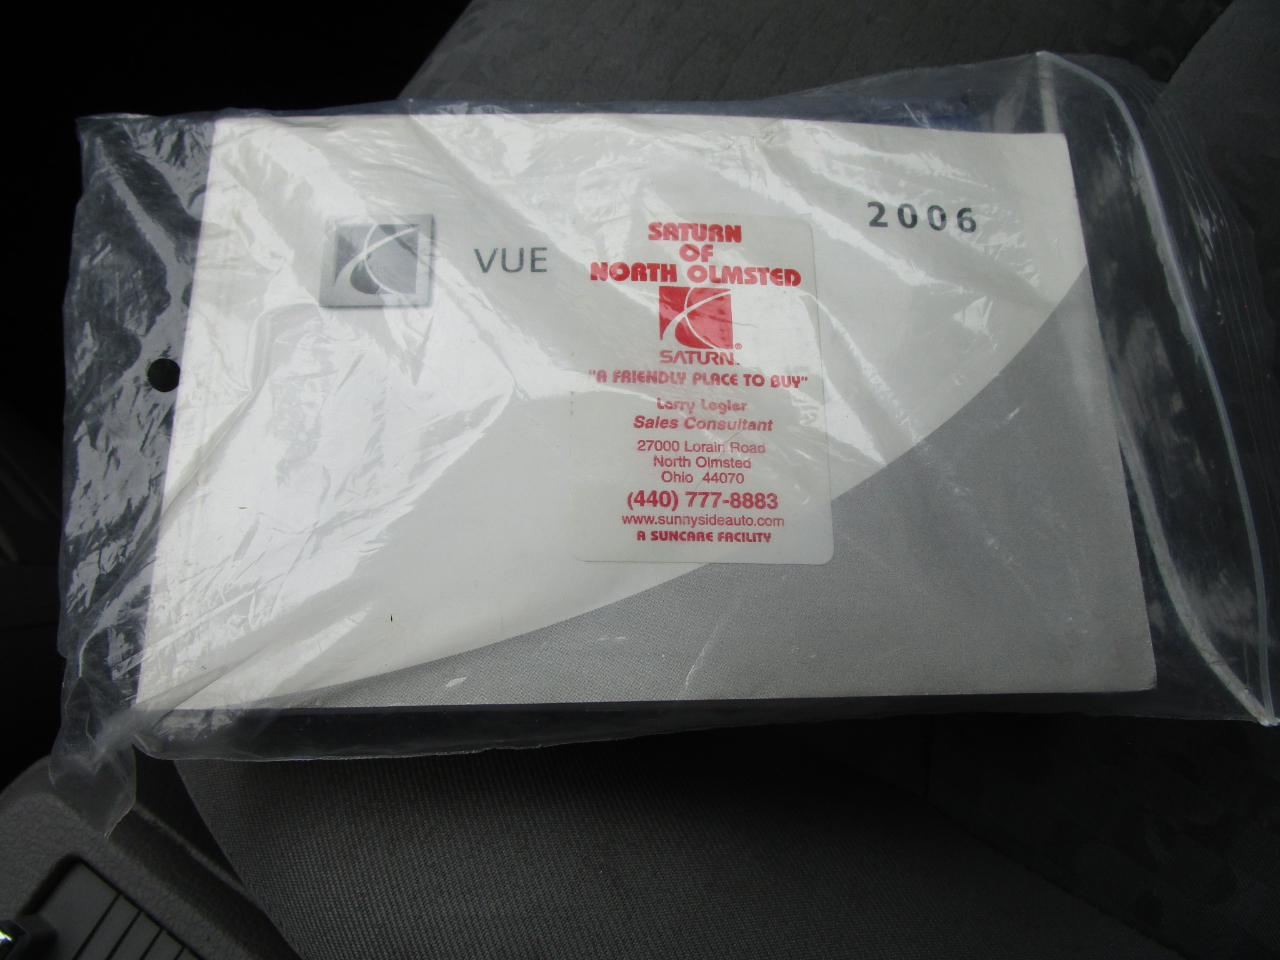 VUE
2006
SATURN
OF
NORTH OLMSTED
SATURN®
"A FRIENDLY PLACE TO BUY"
Larry Legler
Sales Consultant
27000 Lorain Road
North Olmsted
Ohio 44070
(440) 777-8883
www.sunnysideauto.com
A SUNCARE FACILITY